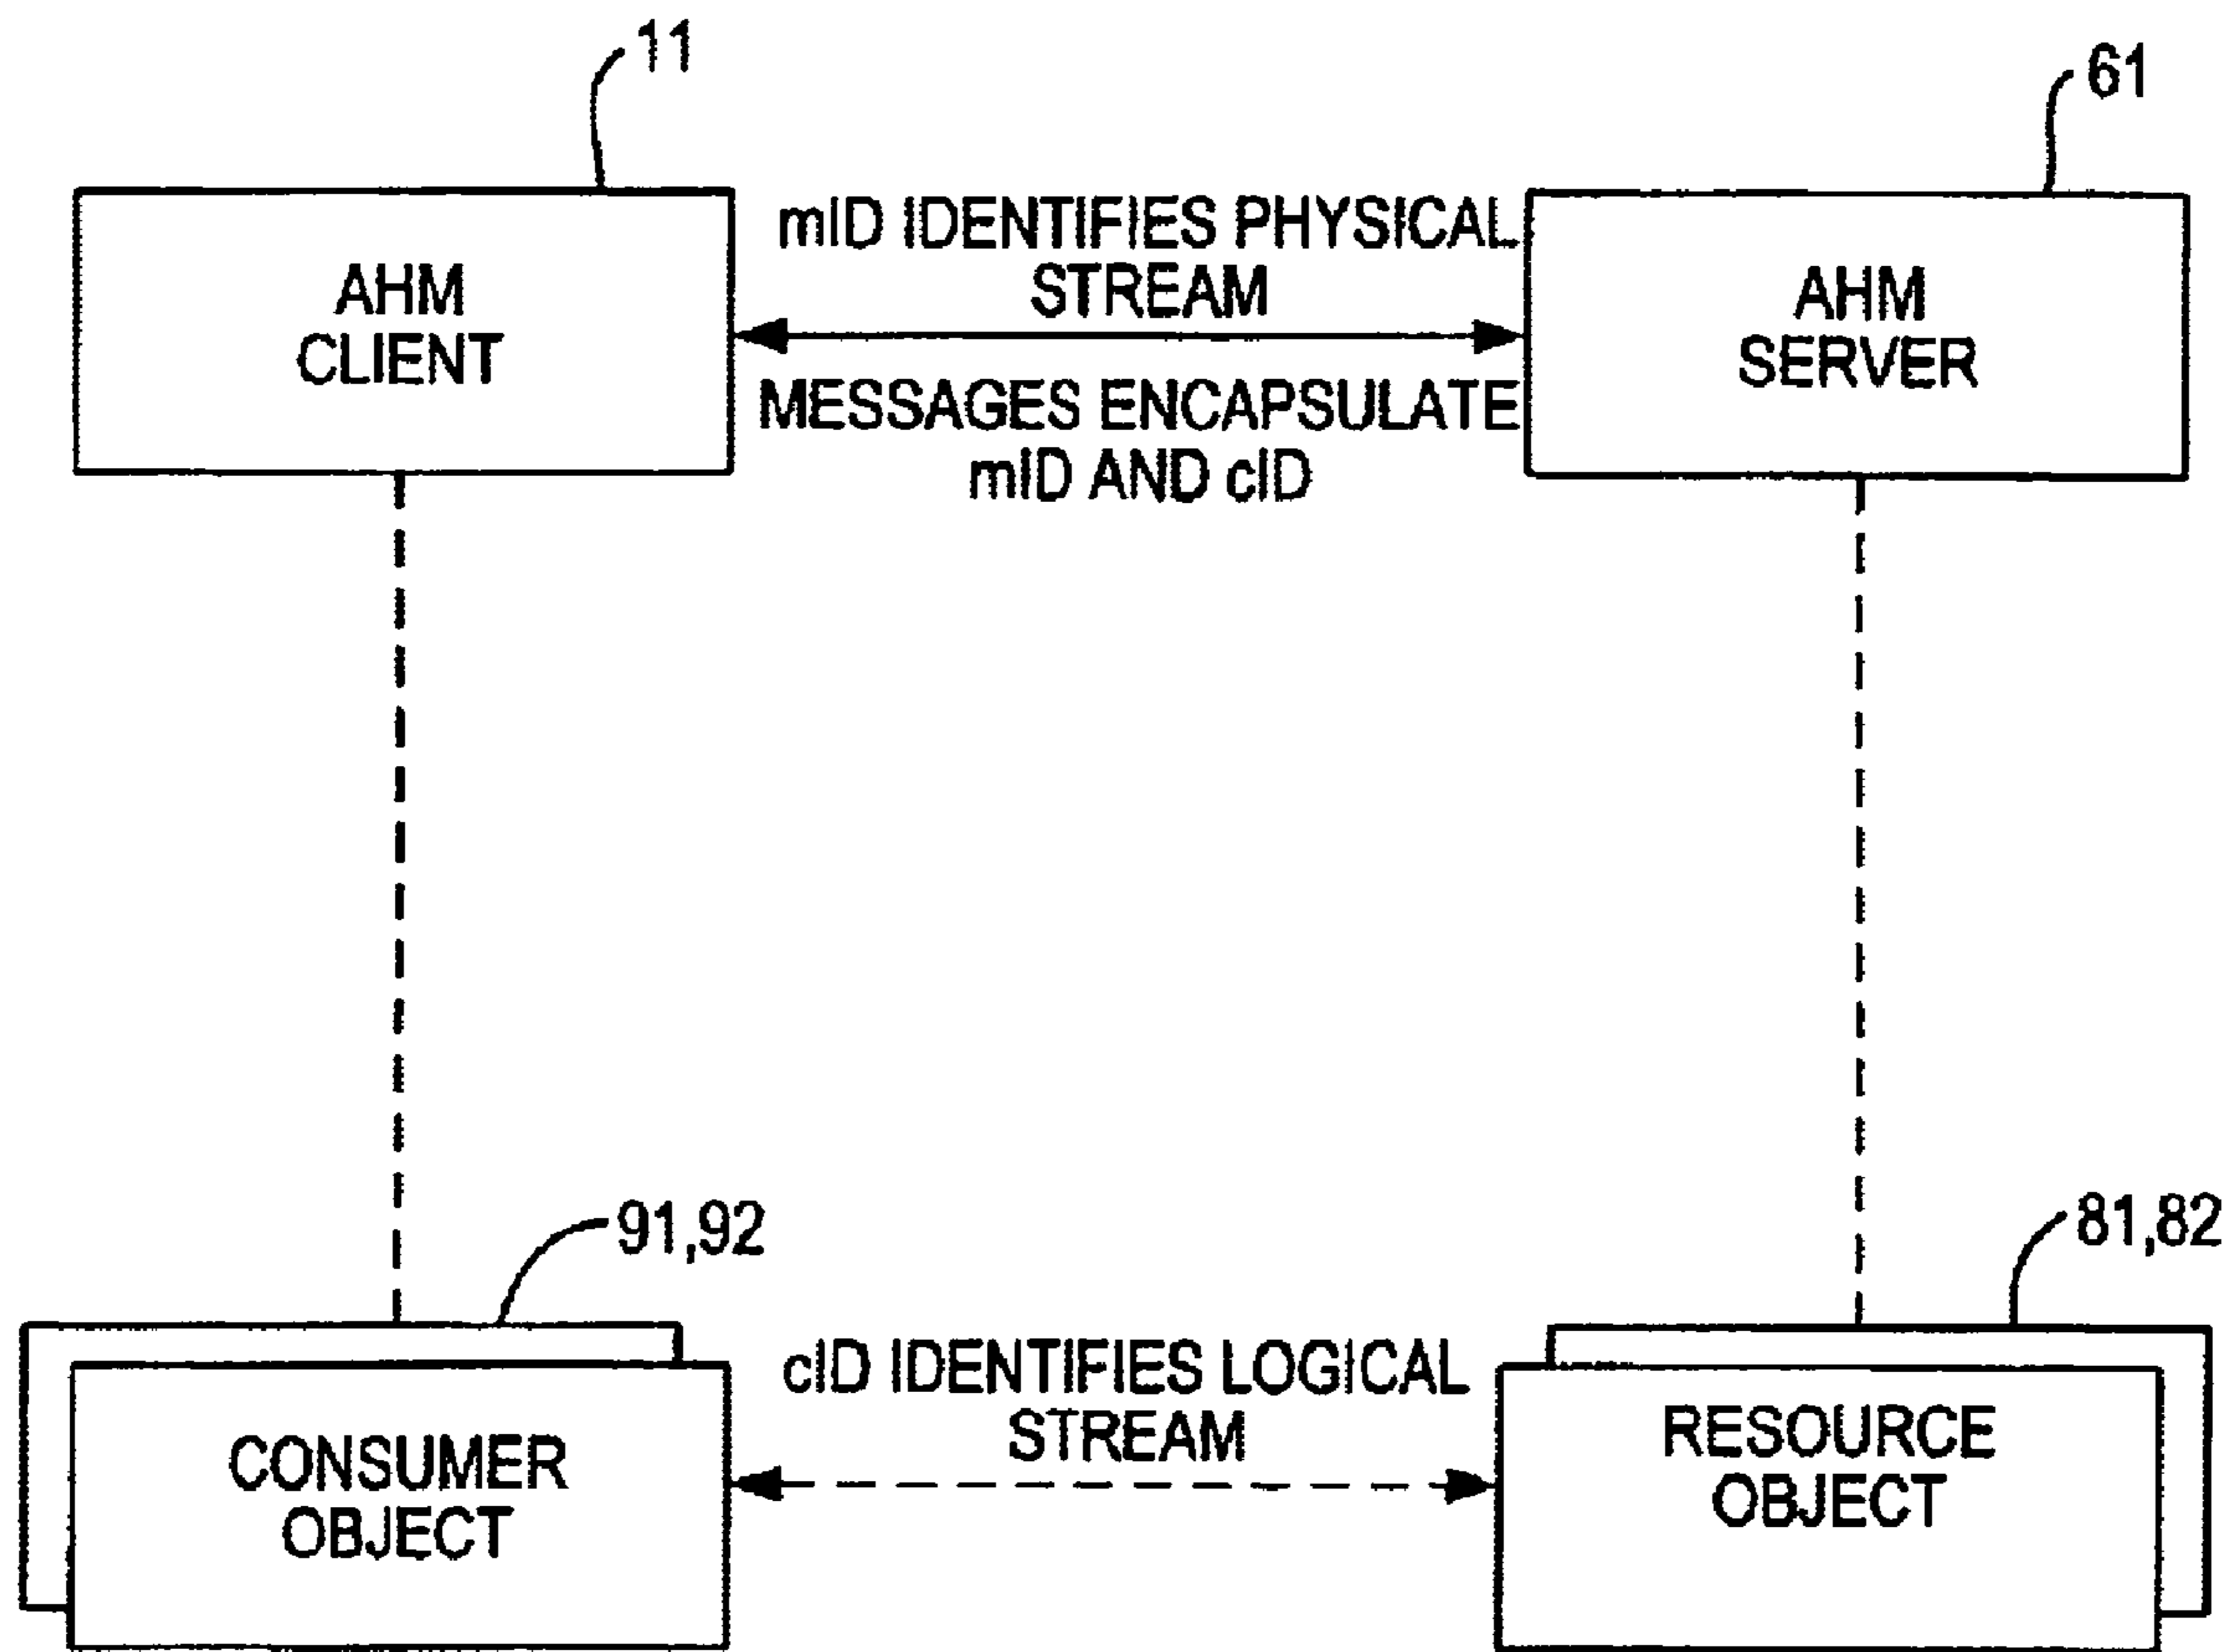 11
61
AHM
CLIENT
mID IDENTIFIES PHYSICAL
STREAM
MESSAGES ENCAPSULATE
mID AND cID
AHM
SERVER
91,92
81,82
CONSUMER
OBJECT
cID IDENTIFIES LOGICAL
STREAM
RESOURCE
OBJECT